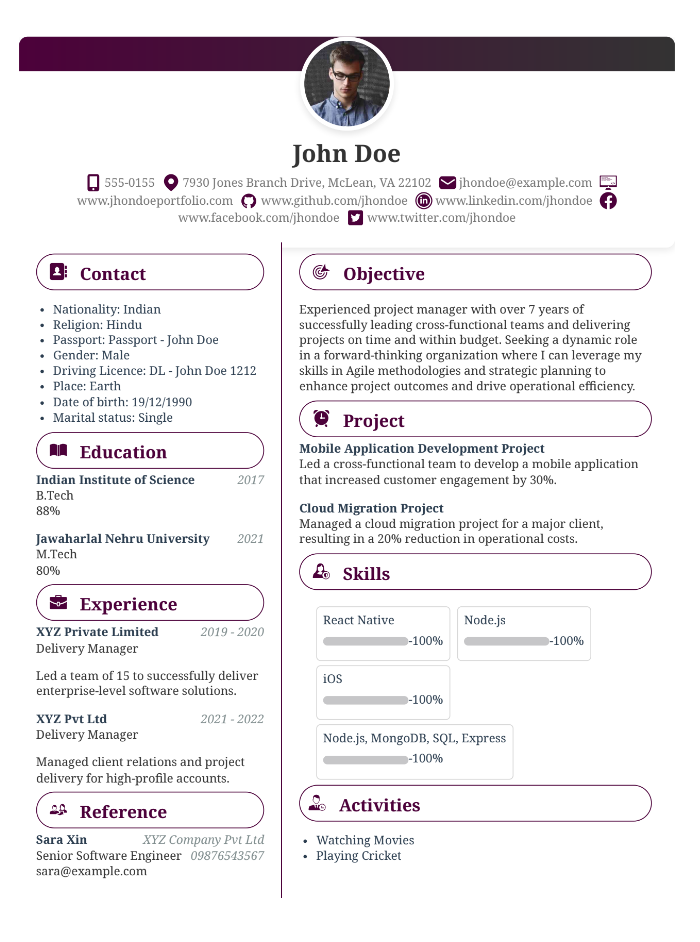 John Doe
555-0155 7930 Jones Branch Drive, McLean, VA 22102 jhondoe@example.com
www.jhondoeportfolio.com www.github.com/jhondoe www.linkedin.com/jhondoe
www.facebook.com/jhondoe www.twitter.com/jhondoe
Contact
Nationality: Indian
Religion: Hindu
Passport: Passport - John Doe
Gender: Male
Driving Licence: DL - John Doe 1212
Place: Earth
Date of birth: 19/12/1990
Marital status: Single
Education
Indian Institute of Science 2017
B.Tech
88%
Jawaharlal Nehru University 2021
M.Tech
80%
Experience
XYZ Private Limited 2019 - 2020
Delivery Manager
Led a team of 15 to successfully deliver
enterprise-level software solutions.
XYZ Pvt Ltd 2021 - 2022
Delivery Manager
Managed client relations and project
delivery for high-profile accounts.
Reference
Sara Xin XYZ Company Pvt Ltd
Senior Software Engineer 09876543567
sara@example.com
Objective
Experienced project manager with over 7 years of
successfully leading cross-functional teams and delivering
projects on time and within budget. Seeking a dynamic role
in a forward-thinking organization where I can leverage my
skills in Agile methodologies and strategic planning to
enhance project outcomes and drive operational efficiency.
Project
Mobile Application Development Project
Led a cross-functional team to develop a mobile application
that increased customer engagement by 30%.
Cloud Migration Project
Managed a cloud migration project for a major client,
resulting in a 20% reduction in operational costs.
Skills
React Native
-100%
Node.js
-100%
iOS
-100%
Node.js, MongoDB, SQL, Express
-100%
Activities
Watching Movies
Playing Cricket